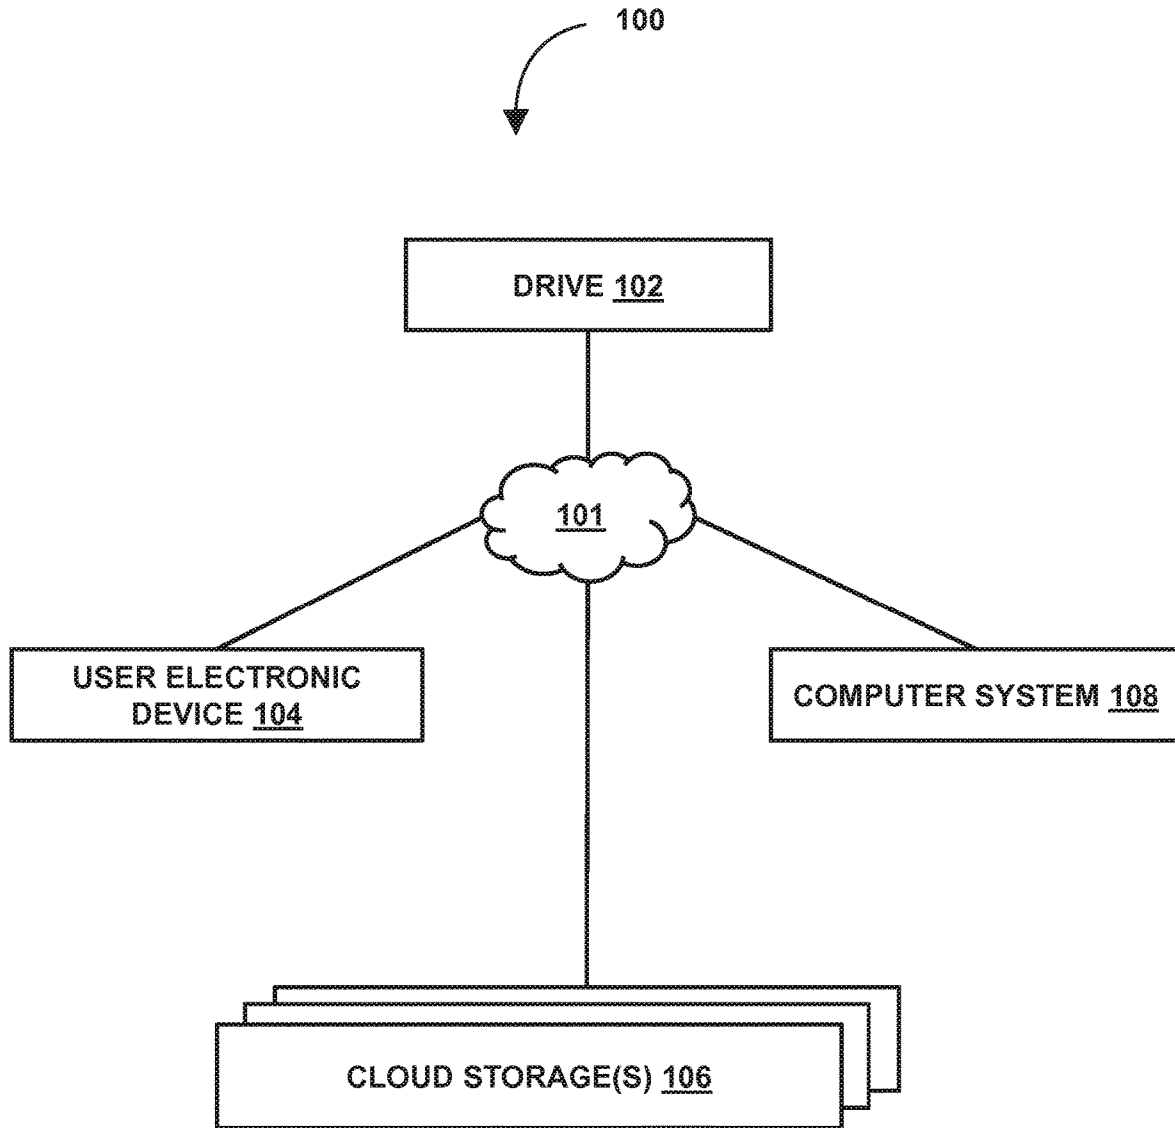 100
DRIVE 102
101
USER ELECTRONIC
DEVICE 104
COMPUTER SYSTEM 108
CLOUD STORAGE(S) 106